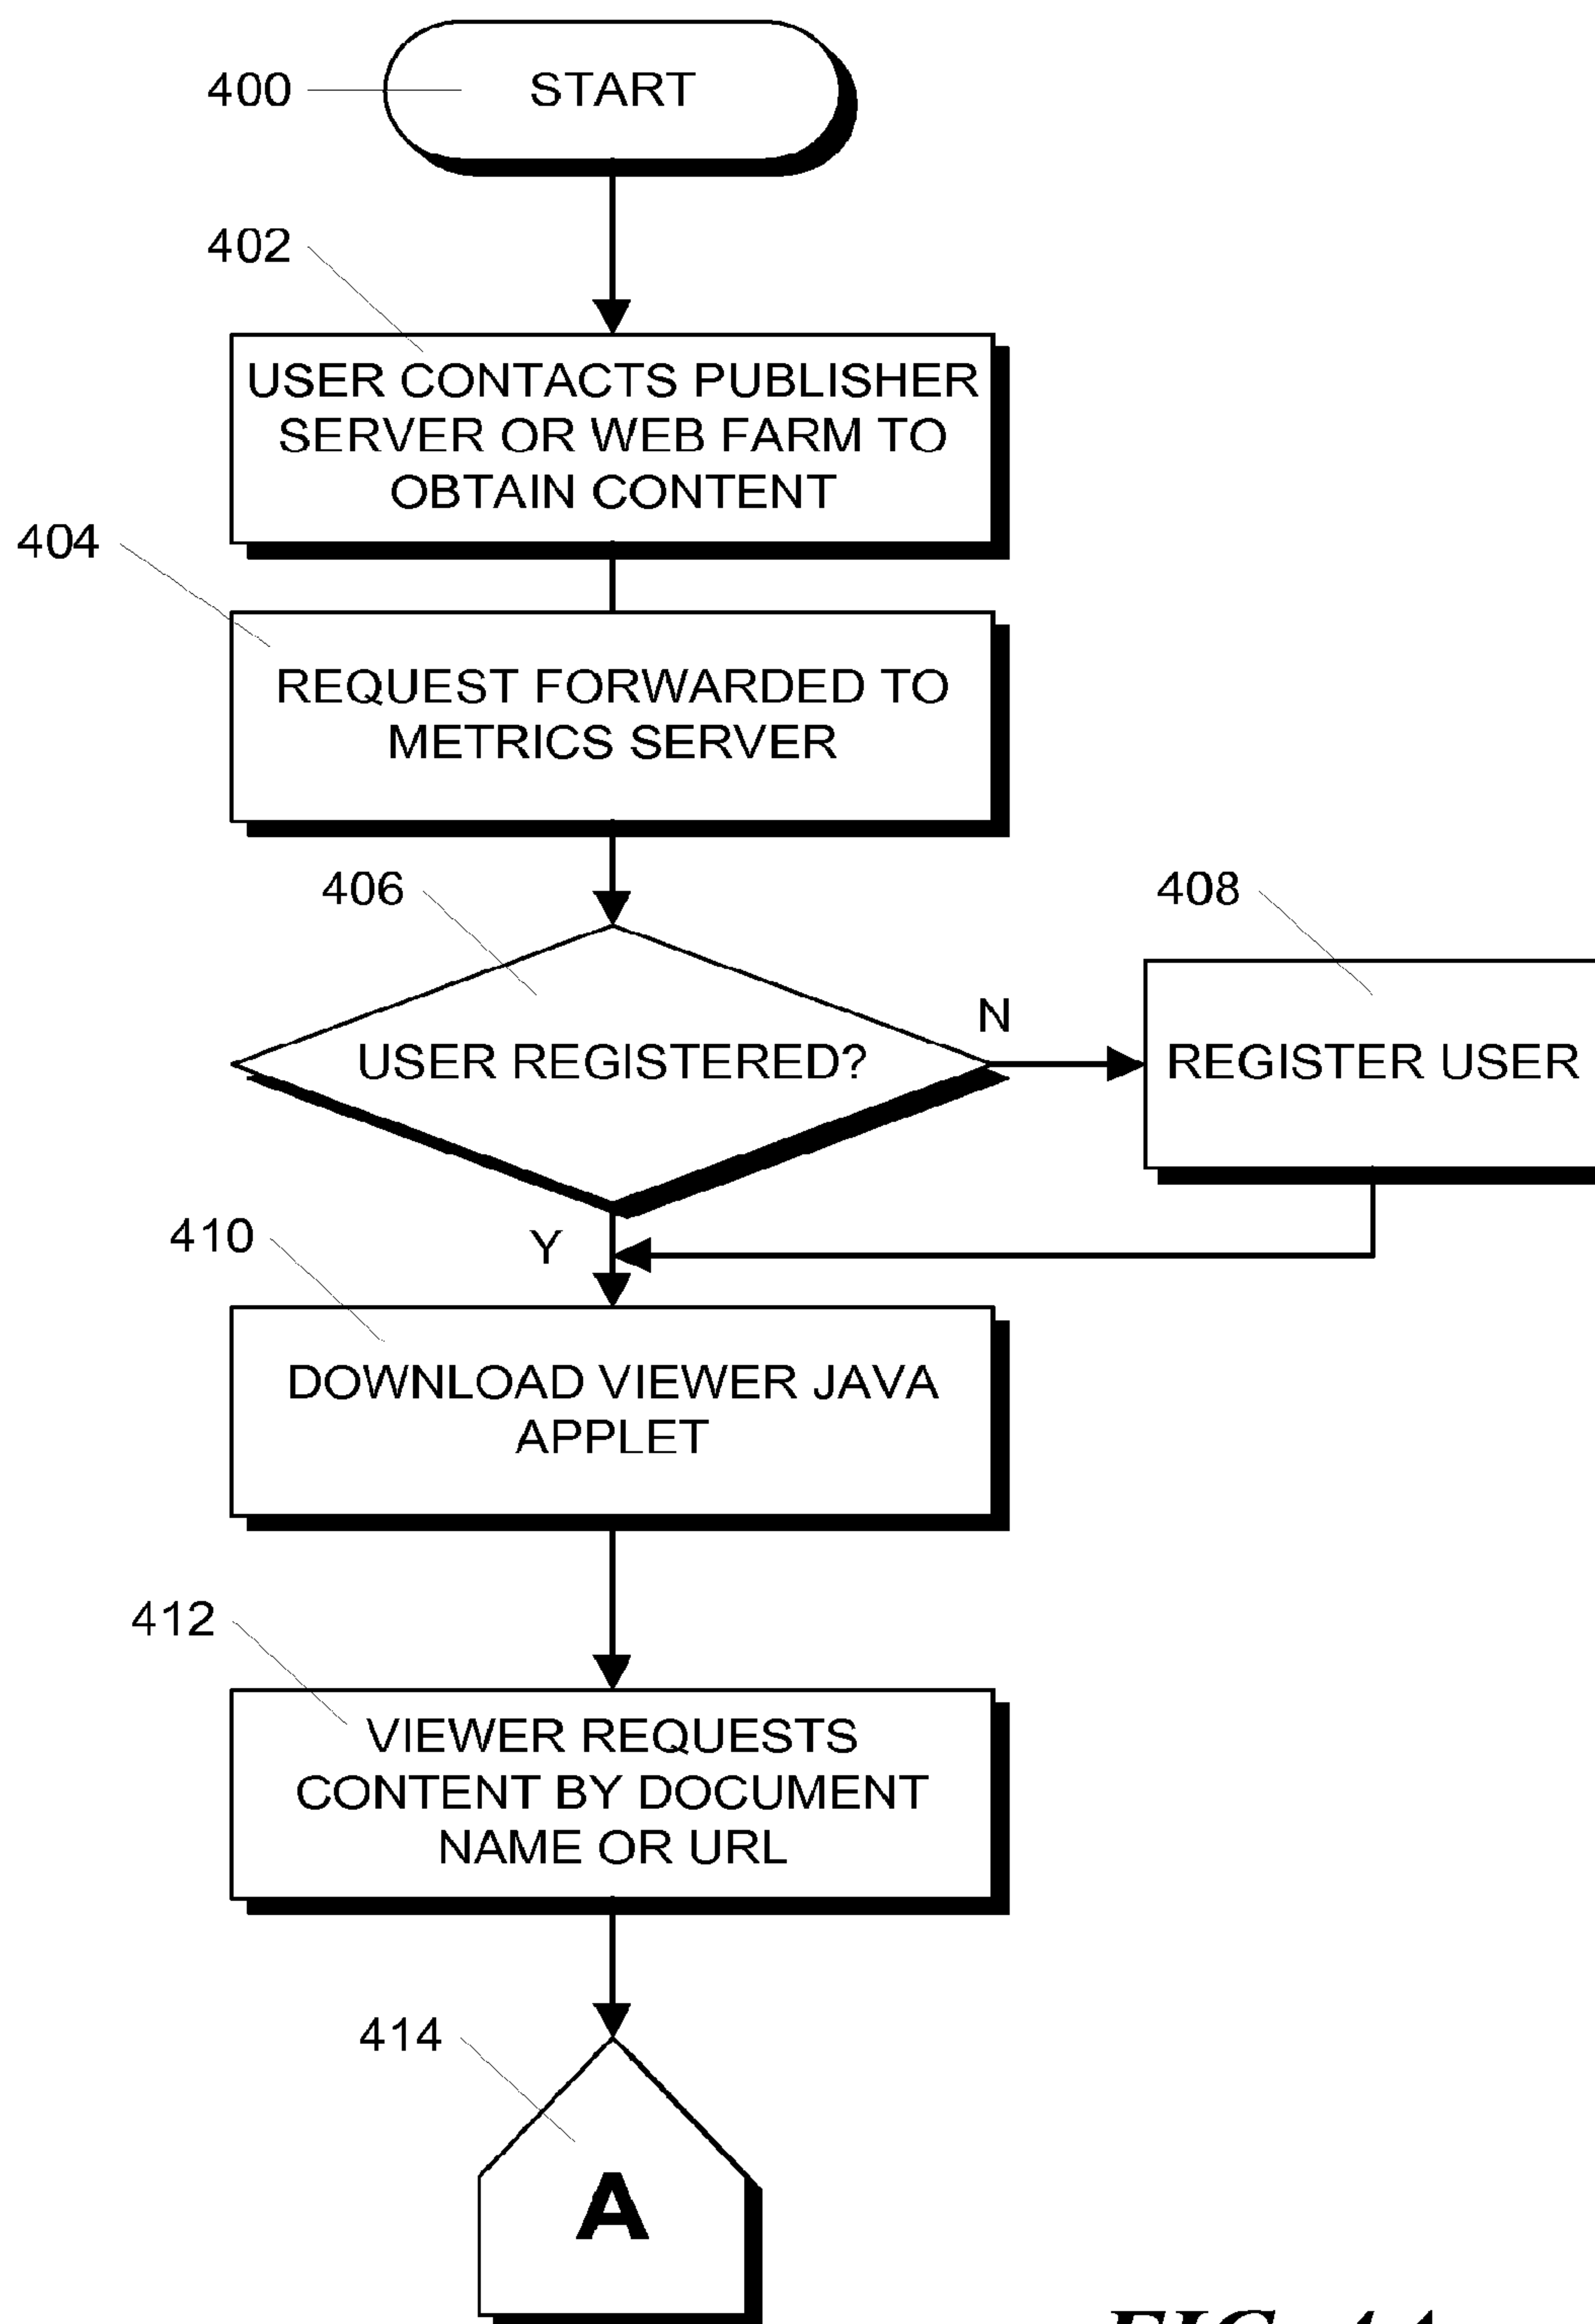 400
START
402
USER CONTACTS PUBLISHER
SERVER OR WEB FARM TO
OBTAIN CONTENT
404
REQUEST FORWARDED TO
METRICS SERVER
406
408
N
USER REGISTERED?
REGISTER USER
410
Y
DOWNLOAD VIEWER JAVA
APPLET
412
VIEWER REQUESTS
CONTENT BY DOCUMENT
NAME OR URL
414
A